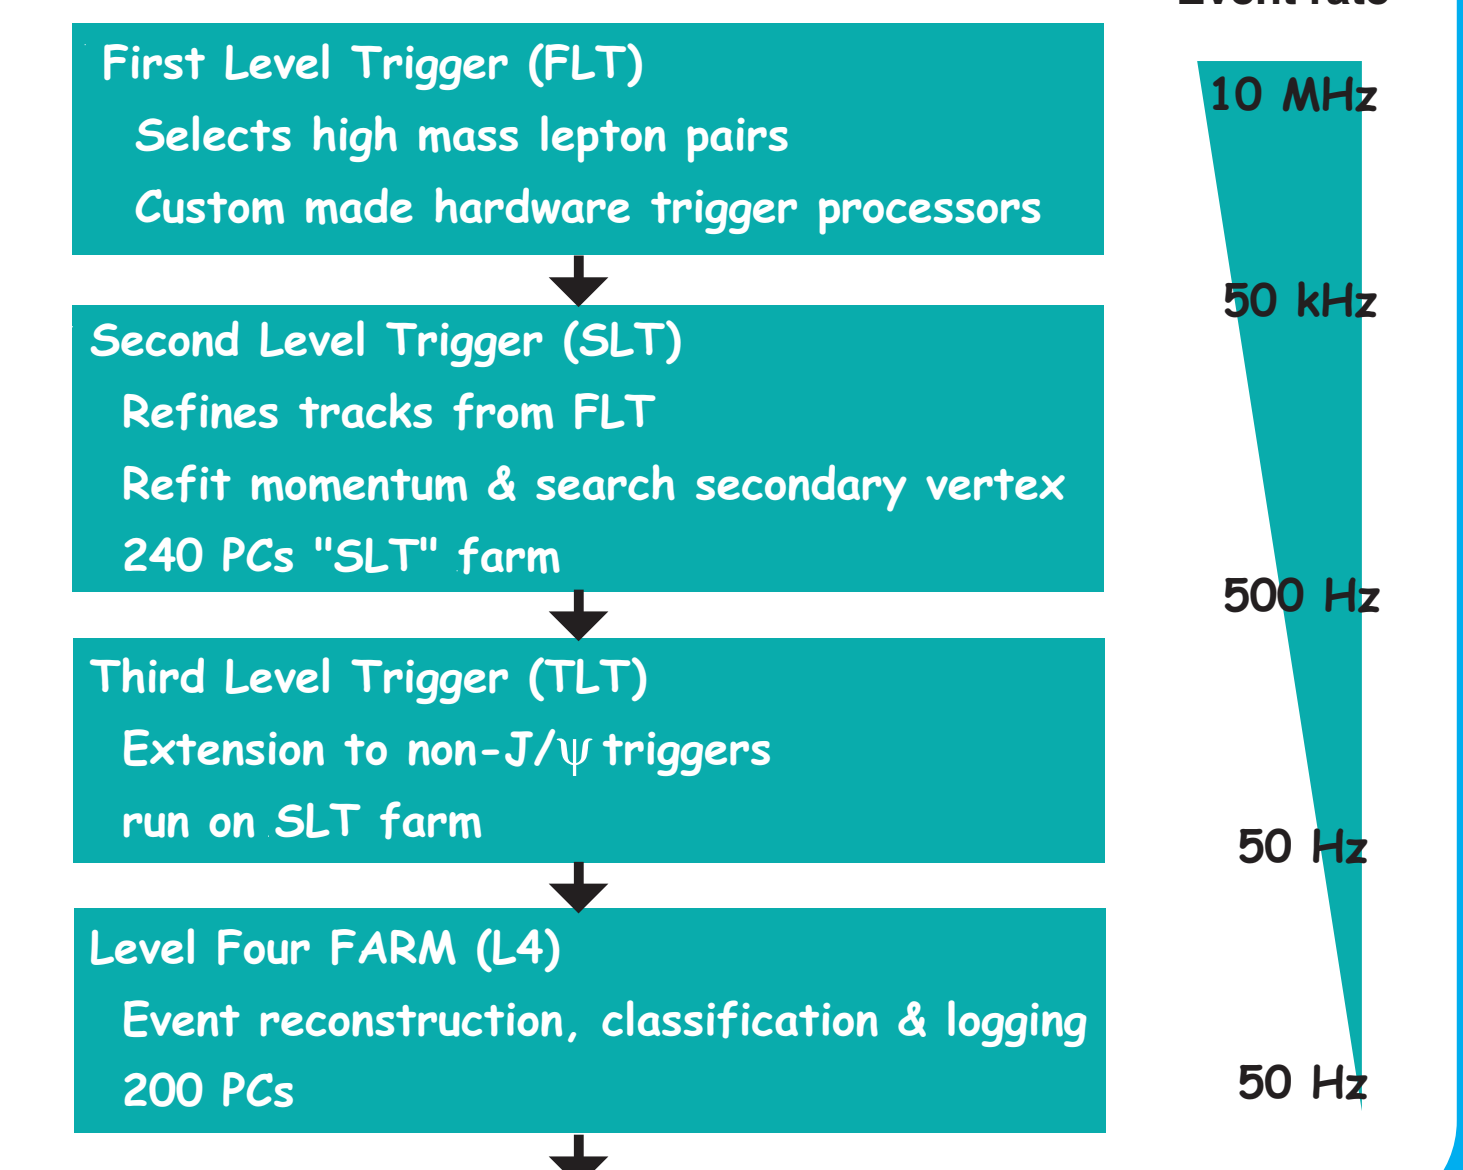 Event rate
First Level Trigger (FLT)
10 MHz
Selects high mass lepton pairs
Custom made hardware trigger processors
50 kHz
Second Level Trigger (SLT)
Refines tracks from FLT
Refit momentum & search secondary vertex
240 PCs "SLT" farm
500 Hz
Third Level Trigger (TLT)
Extension to non-J/ψ triggers
run on SLT farm
50 Hz
Level Four FARM (L4)
Event reconstruction, classification & logging
200 PCs
50 Hz